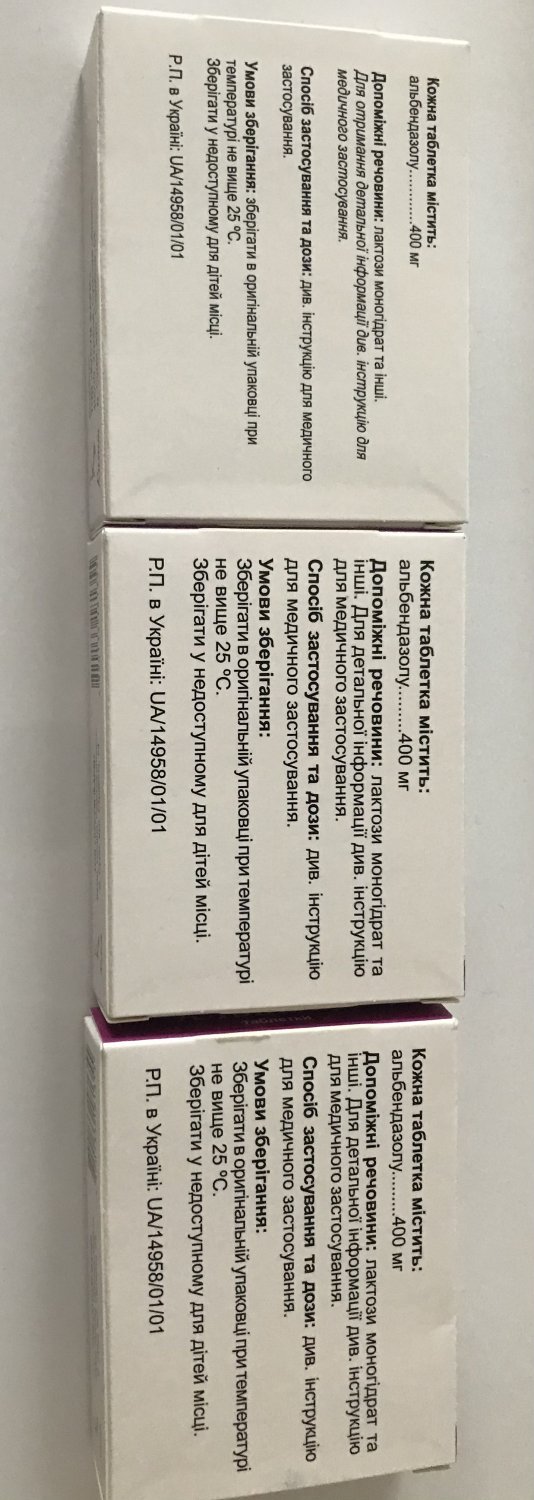 Кожна таблетка містить:
альбендазолу............400 мг
Допоміжні речовини: лактози моногідрат та інші.
Для отримання детальної інформації див. інструкцію для
медичного застосування.
Спосіб застосування та дози: див. інструкцію для медичного
застосування.
Умови зберігання: зберігати в оригінальній упаковці при
температурі не вище 25 ºС.
Зберігати у недоступному для дітей місці.
Р.П. в Україні: UA/14958/01/01
Кожна таблетка містить:
альбендазолу.........400 мг
Допоміжні речовини: лактози моногідрат та
інші. Для детальної інформації див. інструкцію
для медичного застосування.
Спосіб застосування та дози: див. інструкцію
для медичного застосування.
Умови зберігання:
Зберігати в оригінальній упаковці при температурі
не вище 25 ºС.
Зберігати у недоступному для дітей місці.
Р.П. в Україні: UA/14958/01/01
таблетки
Кожна таблетка містить:
альбендазолу.........400 мг
Допоміжні речовини: лактози моногідрат та
інші. Для детальної інформації див. інструкцію
для медичного застосування.
Спосіб застосування та дози: див. інструкцію
для медичного застосування.
Умови зберігання:
Зберігати в оригінальній упаковці при температурі
не вище 25 ºС.
Зберігати у недоступному для дітей місці.
Р.П. в Україні: UA/14958/01/01